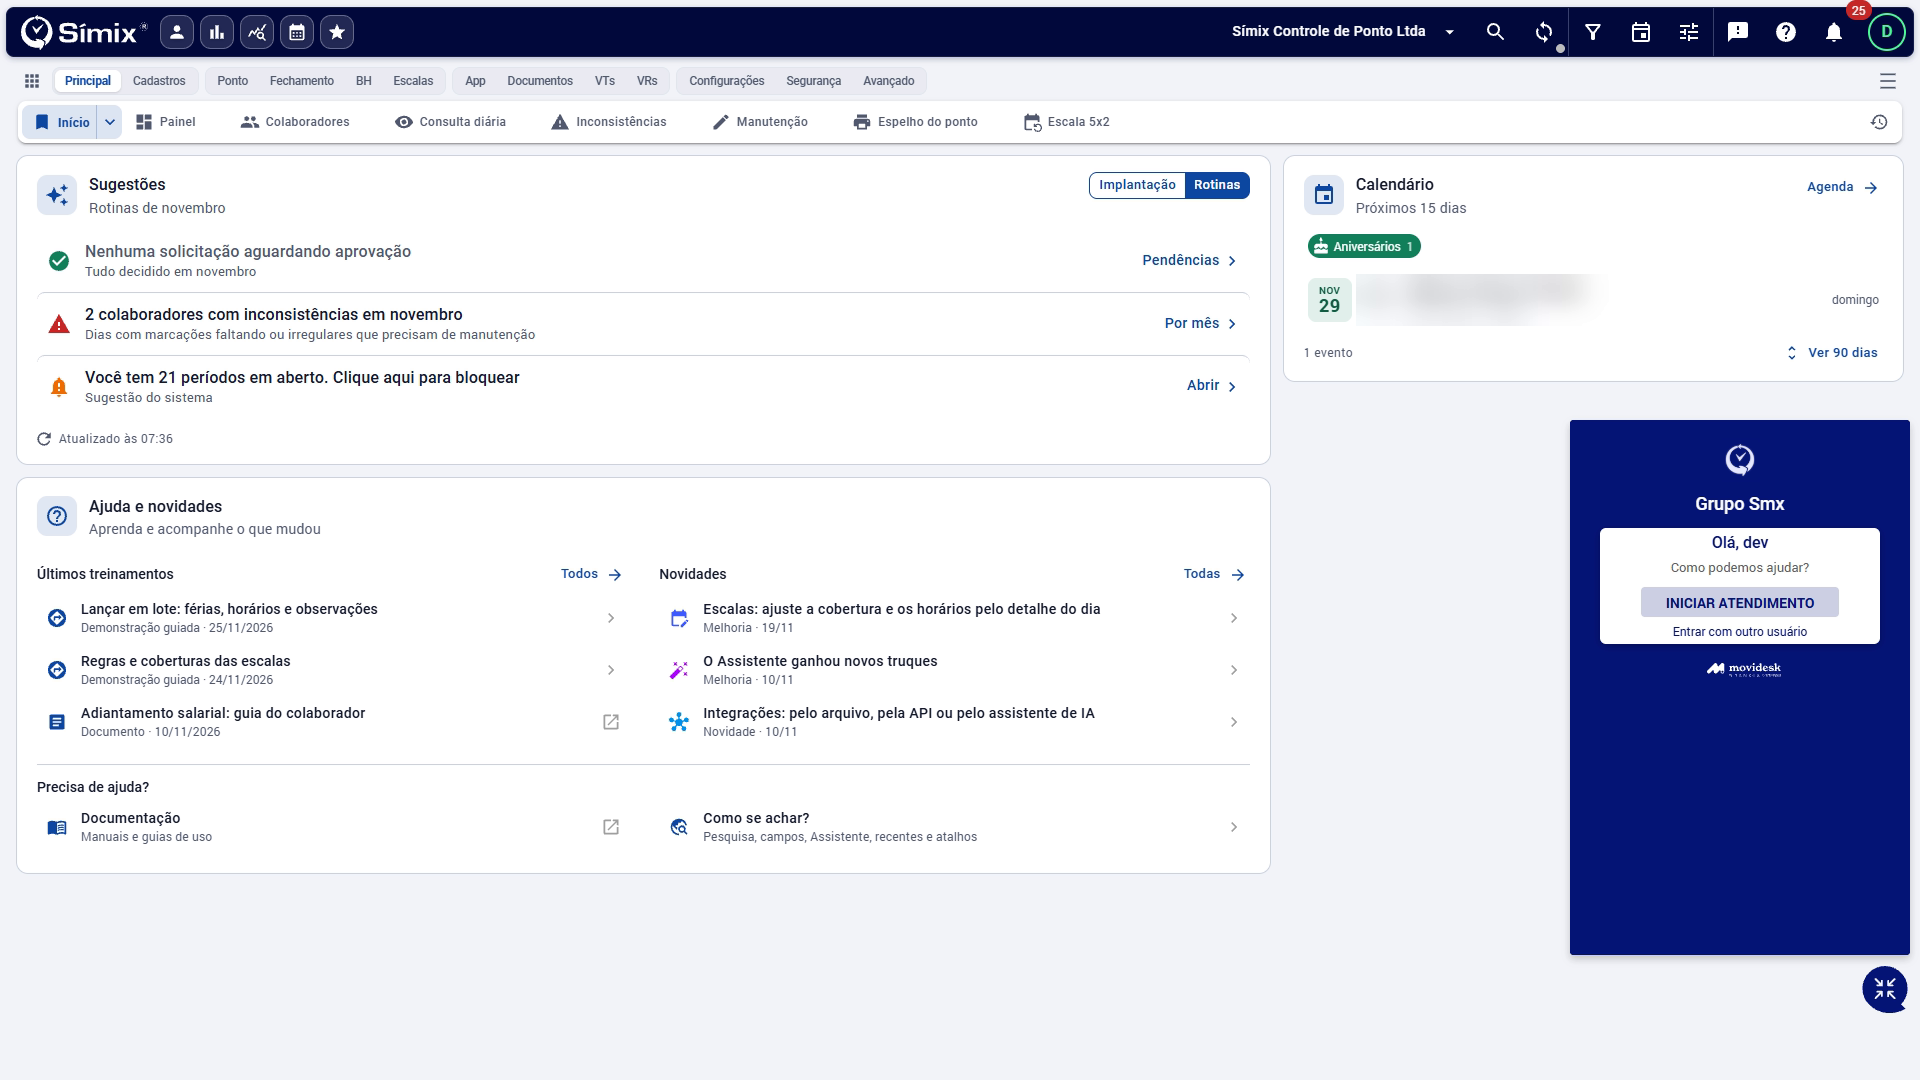 Símix®
Símix Controle de Ponto Ltda
25
D
Principal
Cadastros
Ponto
Fechamento
BH
Escalas
App
Documentos
VTs
VRs
Configurações
Segurança
Avançado
Início
Painel
Colaboradores
Consulta diária
Inconsistências
Manutenção
Espelho do ponto
Escala 5x2
Sugestões
Rotinas de novembro
Implantação
Rotinas
Nenhuma solicitação aguardando aprovação
Tudo decidido em novembro
Pendências
2 colaboradores com inconsistências em novembro
Dias com marcações faltando ou irregulares que precisam de manutenção
Por mês
Você tem 21 períodos em aberto. Clique aqui para bloquear
Sugestão do sistema
Abrir
Atualizado às 07:36
Calendário
Próximos 15 dias
Agenda
Aniversários 1
NOV
29
domingo
1 evento
Ver 90 dias
Ajuda e novidades
Aprenda e acompanhe o que mudou
Últimos treinamentos
Todos
Lançar em lote: férias, horários e observações
Demonstração guiada · 25/11/2026
Regras e coberturas das escalas
Demonstração guiada · 24/11/2026
Adiantamento salarial: guia do colaborador
Documento · 10/11/2026
Novidades
Todas
Escalas: ajuste a cobertura e os horários pelo detalhe do dia
Melhoria · 19/11
O Assistente ganhou novos truques
Melhoria · 10/11
Integrações: pelo arquivo, pela API ou pelo assistente de IA
Novidade · 10/11
Precisa de ajuda?
Documentação
Manuais e guias de uso
Como se achar?
Pesquisa, campos, Assistente, recentes e atalhos
Grupo Smx
Olá, dev
Como podemos ajudar?
INICIAR ATENDIMENTO
Entrar com outro usuário
movidesk